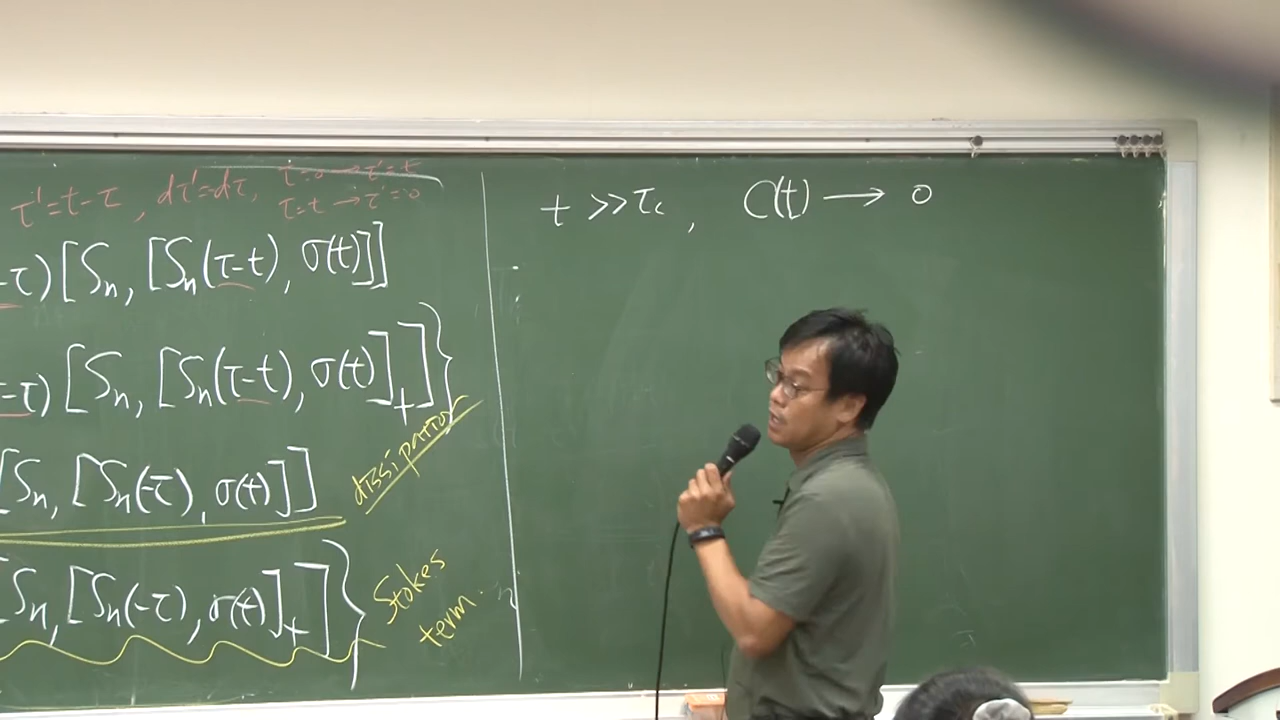 τ'=t-τ, dτ'=dτ, τ=0→τ'=t
τ=t→τ'=0
-τ)[Sₙ, [Sₙ(τ-t), σ(t)]]
-τ)[Sₙ, [Sₙ(τ-t), σ(t)]₊]}
[Sₙ, [Sₙ(-τ), σ(t)]]
dissipation
[Sₙ, [Sₙ(-τ), σ(t)]₊]}
Stokes
term.
t >> τc, C(t) → 0